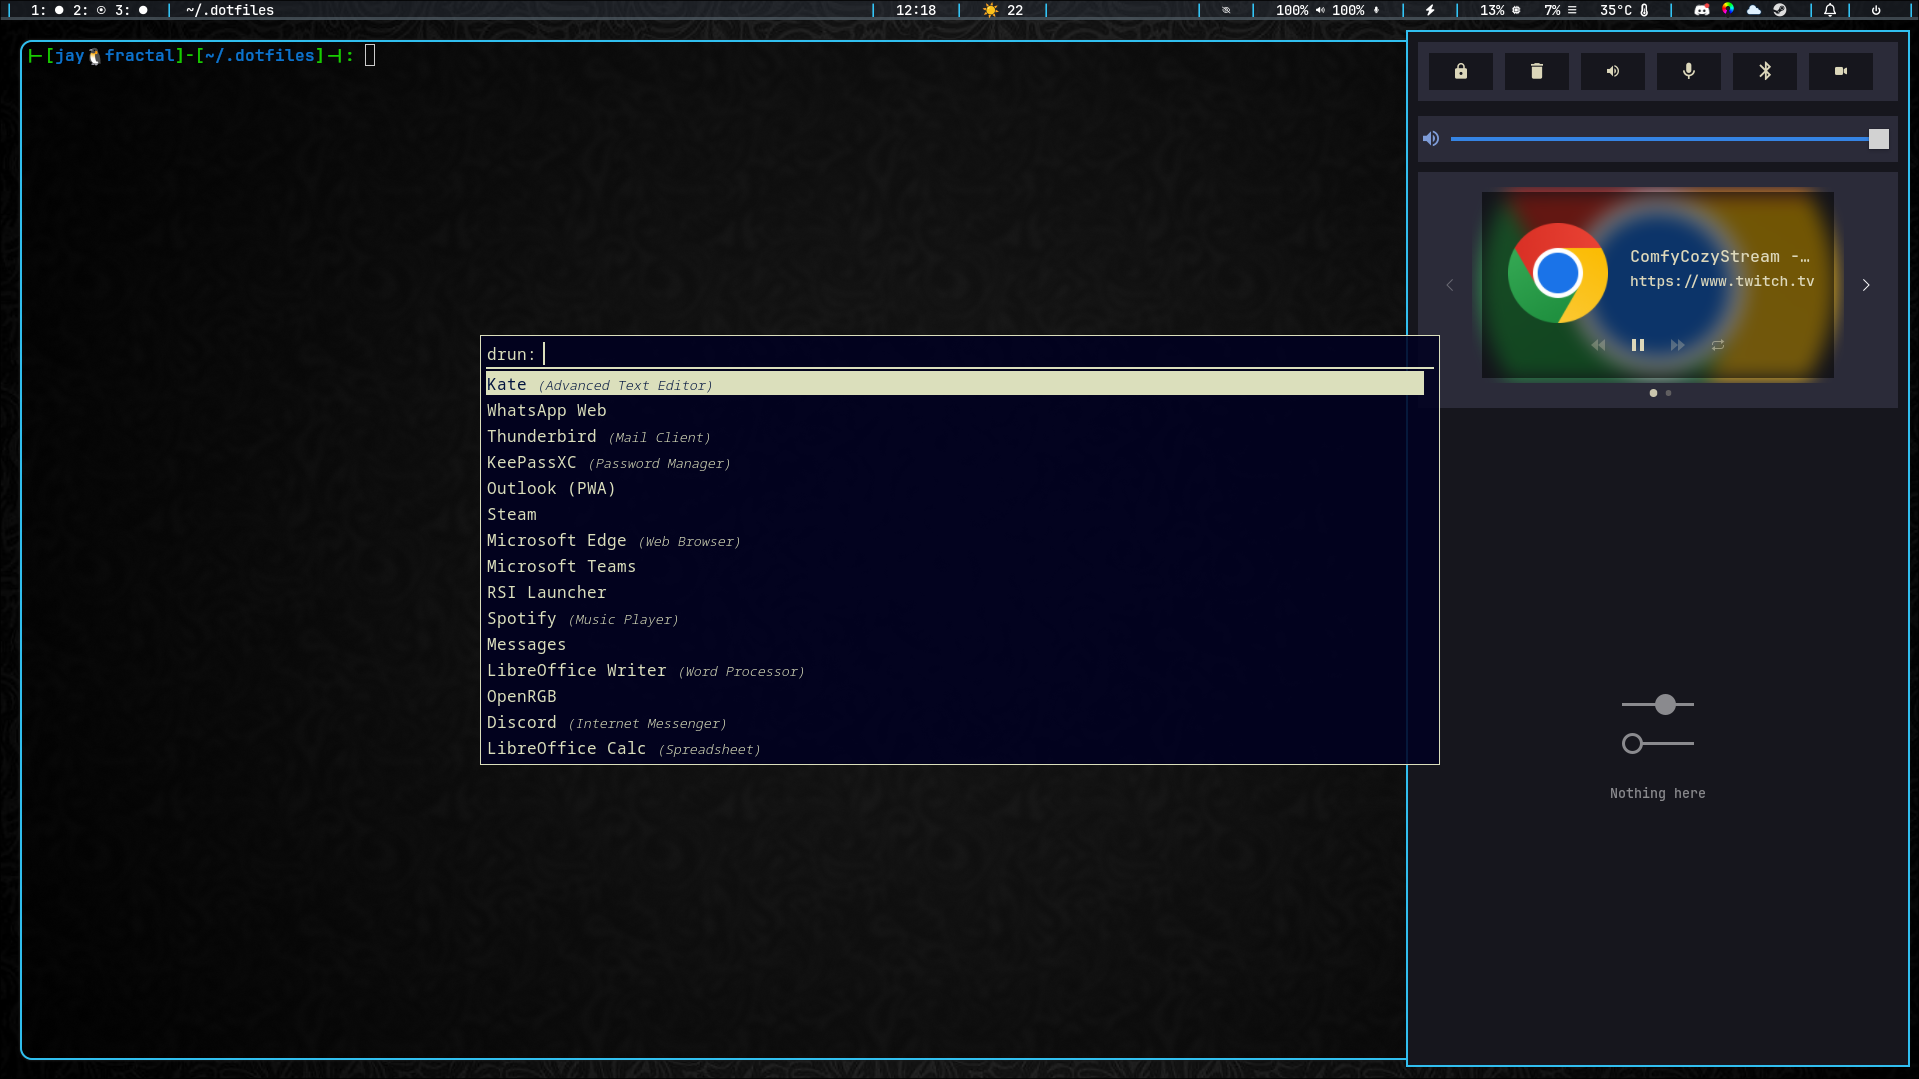 1: 2: 3: ~/.dotfiles 12:18 22 100% 100% 13% 7% 35°C
[jay fractal]-[~/.dotfiles]: 
ComfyCozyStream -…
https://www.twitch.tv
drun:
Kate (Advanced Text Editor)
WhatsApp Web
Thunderbird (Mail Client)
KeePassXC (Password Manager)
Outlook (PWA)
Steam
Microsoft Edge (Web Browser)
Microsoft Teams
RSI Launcher
Spotify (Music Player)
Messages
LibreOffice Writer (Word Processor)
OpenRGB
Discord (Internet Messenger)
LibreOffice Calc (Spreadsheet)
Nothing here